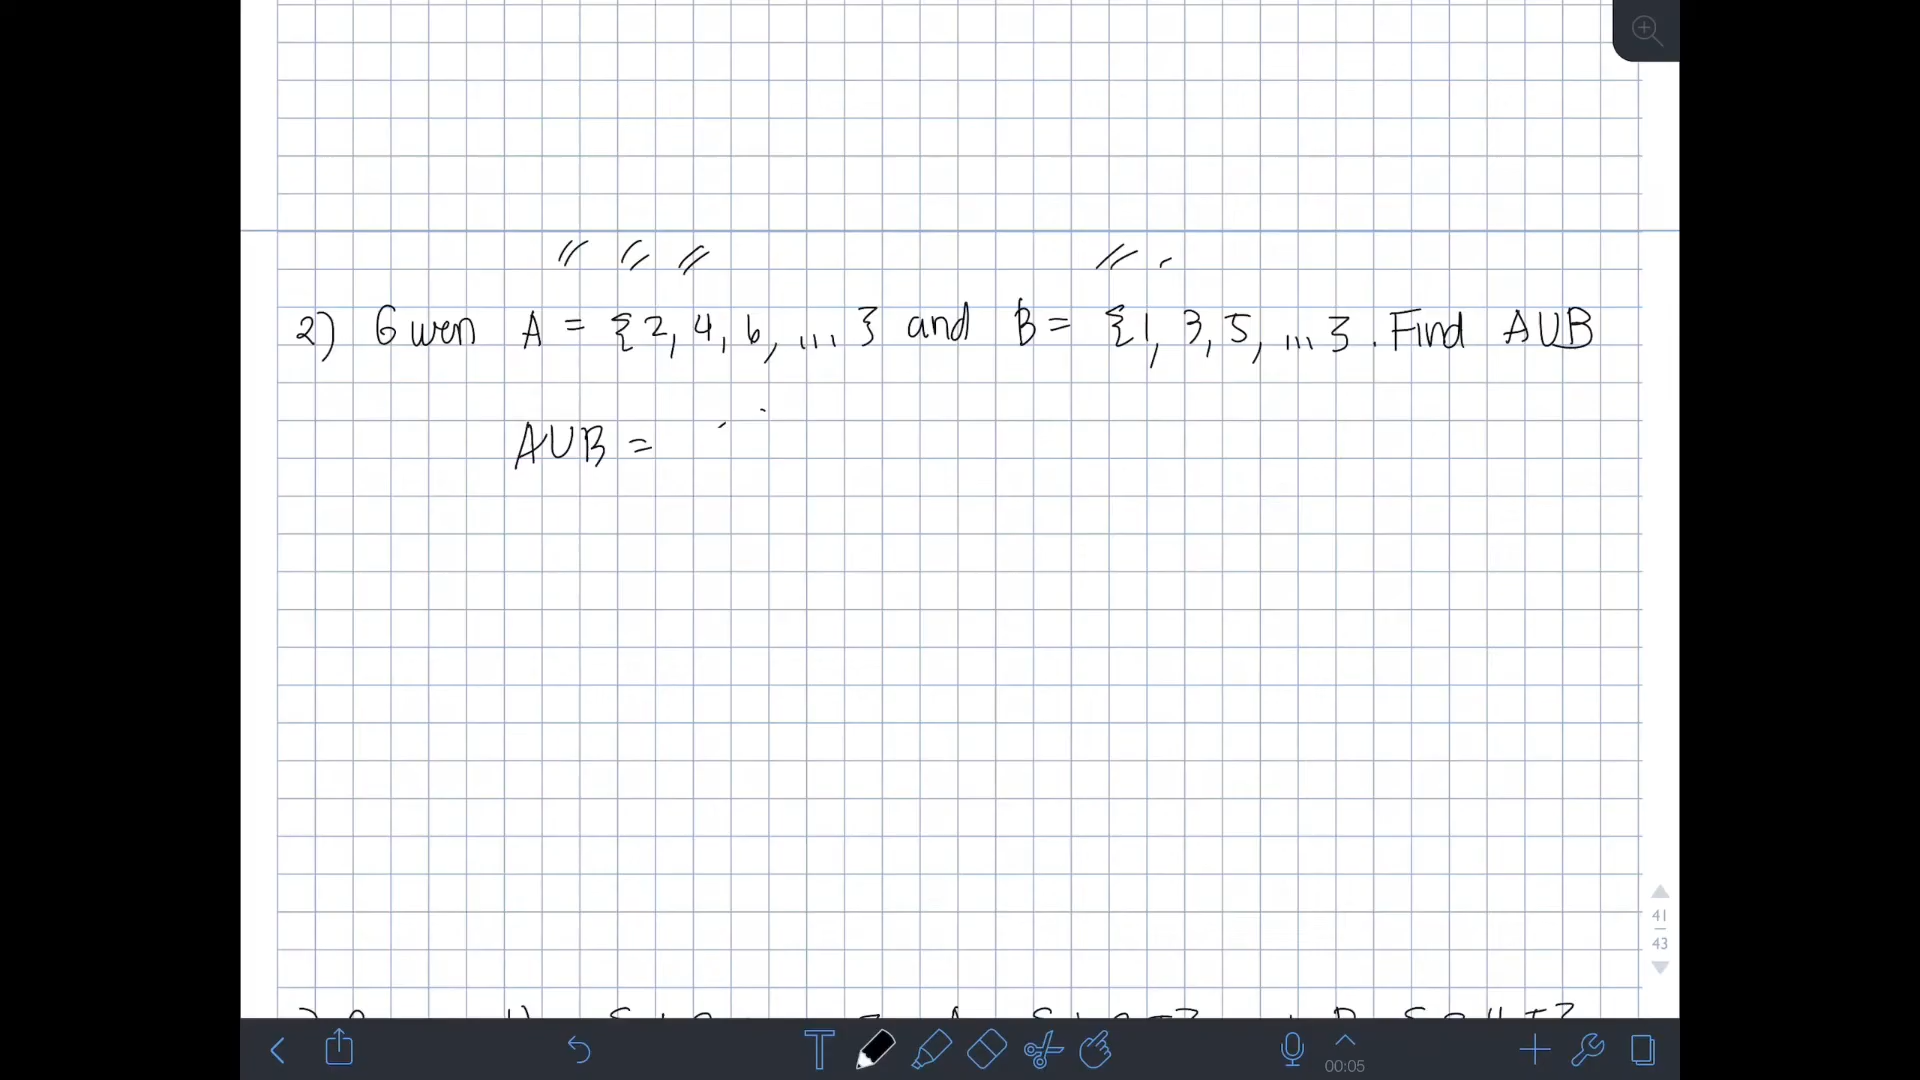 2) Given A = {2, 4, 6, ... } and B = {1, 3, 5, ... }. Find A∪B
A∪B =
41
43
00:05